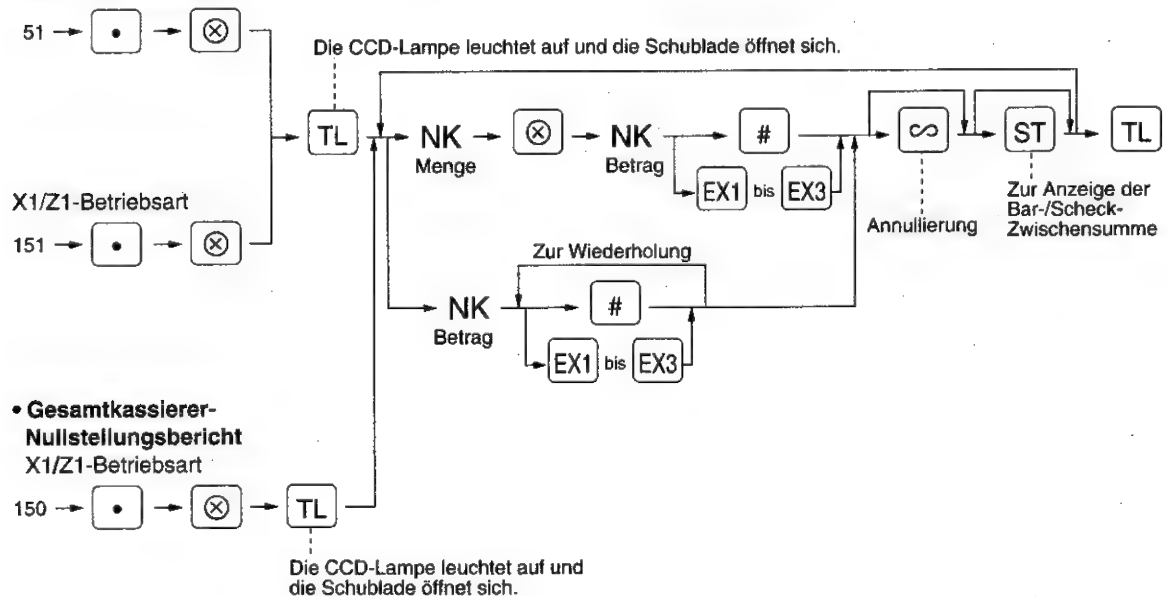 51 → • → ⊗
Die CCD-Lampe leuchtet auf und die Schublade öffnet sich.
TL → NK → ⊗ → NK → # → ∽ → ST → TL
Menge
Betrag
EX1 bis EX3
Annullierung
Zur Anzeige der
Bar-/Scheck-
Zwischensumme
X1/Z1-Betriebsart
151 → • → ⊗
Zur Wiederholung
NK → #
Betrag
EX1 bis EX3
• Gesamtkassierer-
Nullstellungsbericht
X1/Z1-Betriebsart
150 → • → ⊗ → TL
Die CCD-Lampe leuchtet auf und
die Schublade öffnet sich.